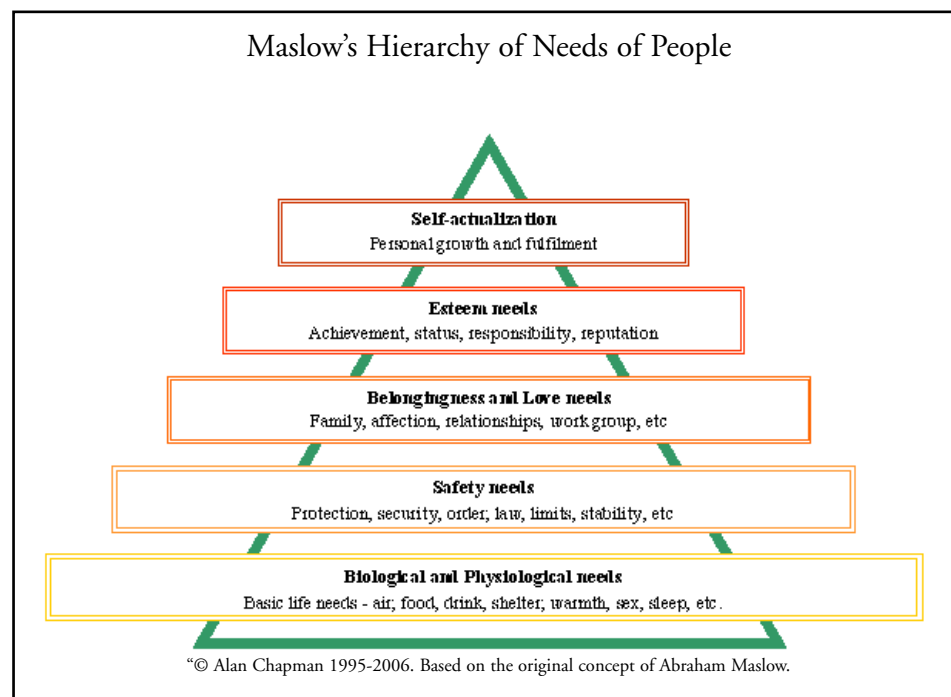 Maslow’s Hierarchy of Needs of People
Self-actualization
Personal growth and fulfilment
Esteem needs
Achievement, status, responsibility, reputation
Belongingness and Love needs
Family, affection, relationships, work group, etc
Safety needs
Protection, security, order, law, limits, stability, etc
Biological and Physiological needs
Basic life needs - air, food, drink, shelter, warmth, sex, sleep, etc.
“© Alan Chapman 1995-2006. Based on the original concept of Abraham Maslow.